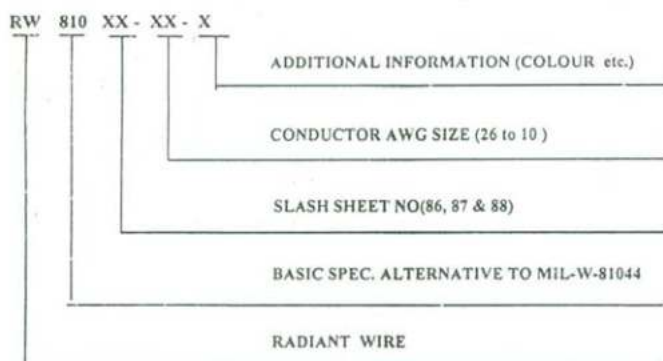 RW 810 XX - XX - X
ADDITIONAL INFORMATION (COLOUR etc.)
CONDUCTOR AWG SIZE (26 to 10 )
SLASH SHEET NO(86, 87 & 88)
BASIC SPEC. ALTERNATIVE TO MIL-W-81044
RADIANT WIRE